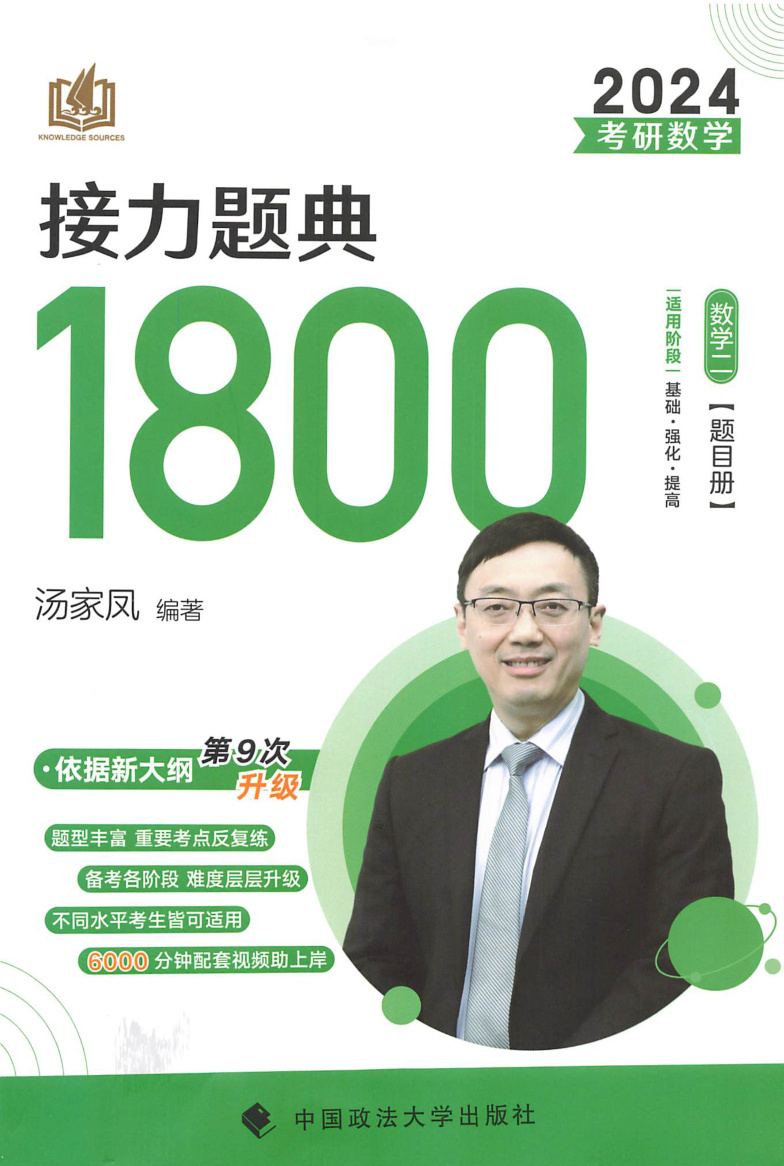 KNOWLEDGE SOURCES
2024
考研数学
接力题典
1800
数学二
【题目册】
适用阶段
基础·强化·提高
汤家凤 编著
·依据新大纲
第9次
升级
题型丰富 重要考点反复练
备考各阶段 难度层层升级
不同水平考生皆可适用
6000 分钟配套视频助上岸
中国政法大学出版社